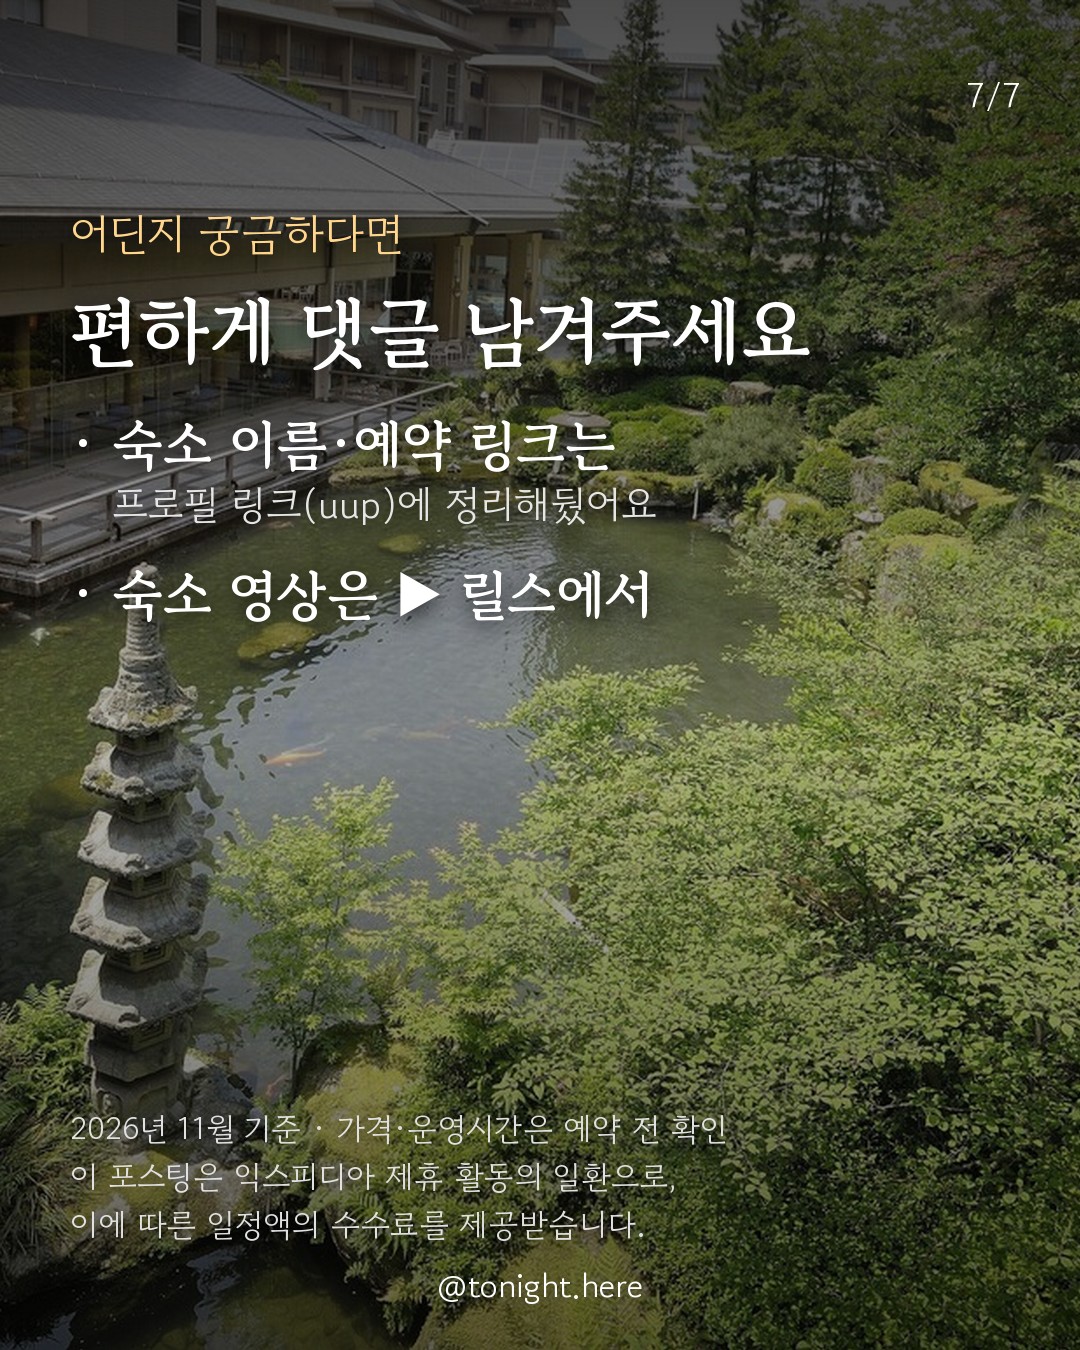 7/7
어딘지 궁금하다면
편하게 댓글 남겨주세요
· 숙소 이름·예약 링크는
프로필 링크(uup)에 정리해뒀어요
· 숙소 영상은 ▶ 릴스에서
2026년 11월 기준 · 가격·운영시간은 예약 전 확인
이 포스팅은 익스피디아 제휴 활동의 일환으로,
이에 따른 일정액의 수수료를 제공받습니다.
@tonight.here